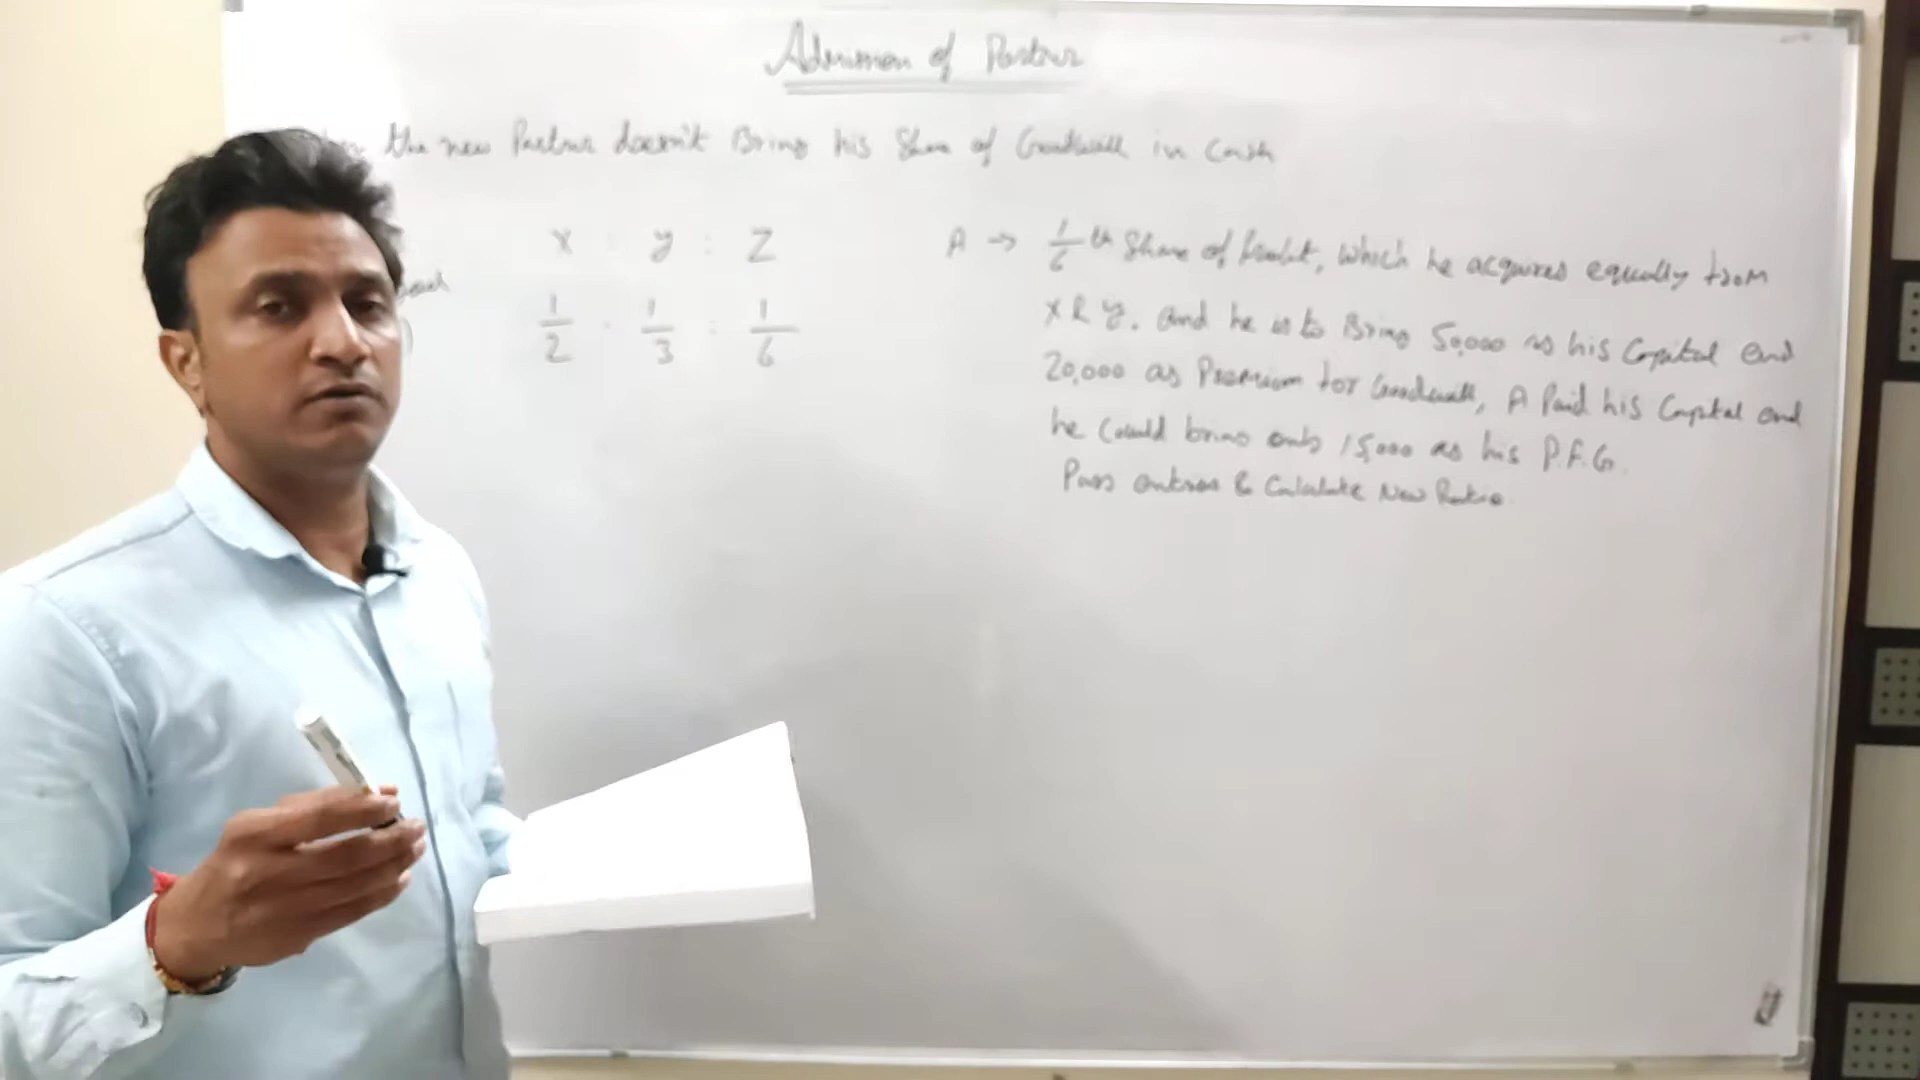 Admission of Partner
the new Partner doesn't Bring his Share of Goodwill in Cash
X : Y : Z
1/2 : 1/3 : 1/6
A → 1/6 th Share of Profit, which he acquires equally from
X & Y. and he is to Bring 50,000 as his Capital and
20,000 as Premium for Goodwill, A Paid his Capital and
he could bring only 15,000 as his P.F.G.
Pass entries & Calculate New Ratio